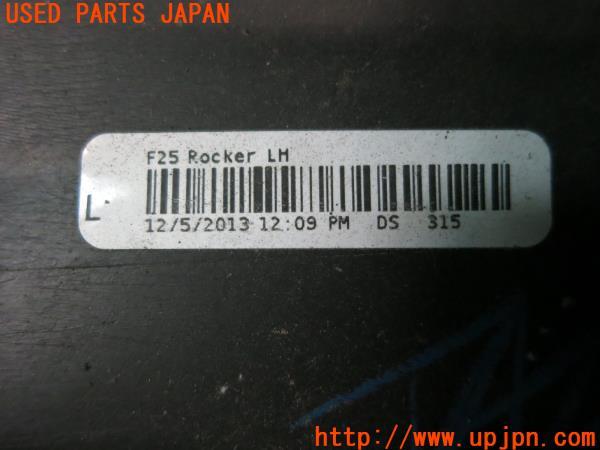 USED PARTS JAPAN
F25 Rocker LH
L
12/5/2013 12:09 PM DS 315
http://www.upjpn.com